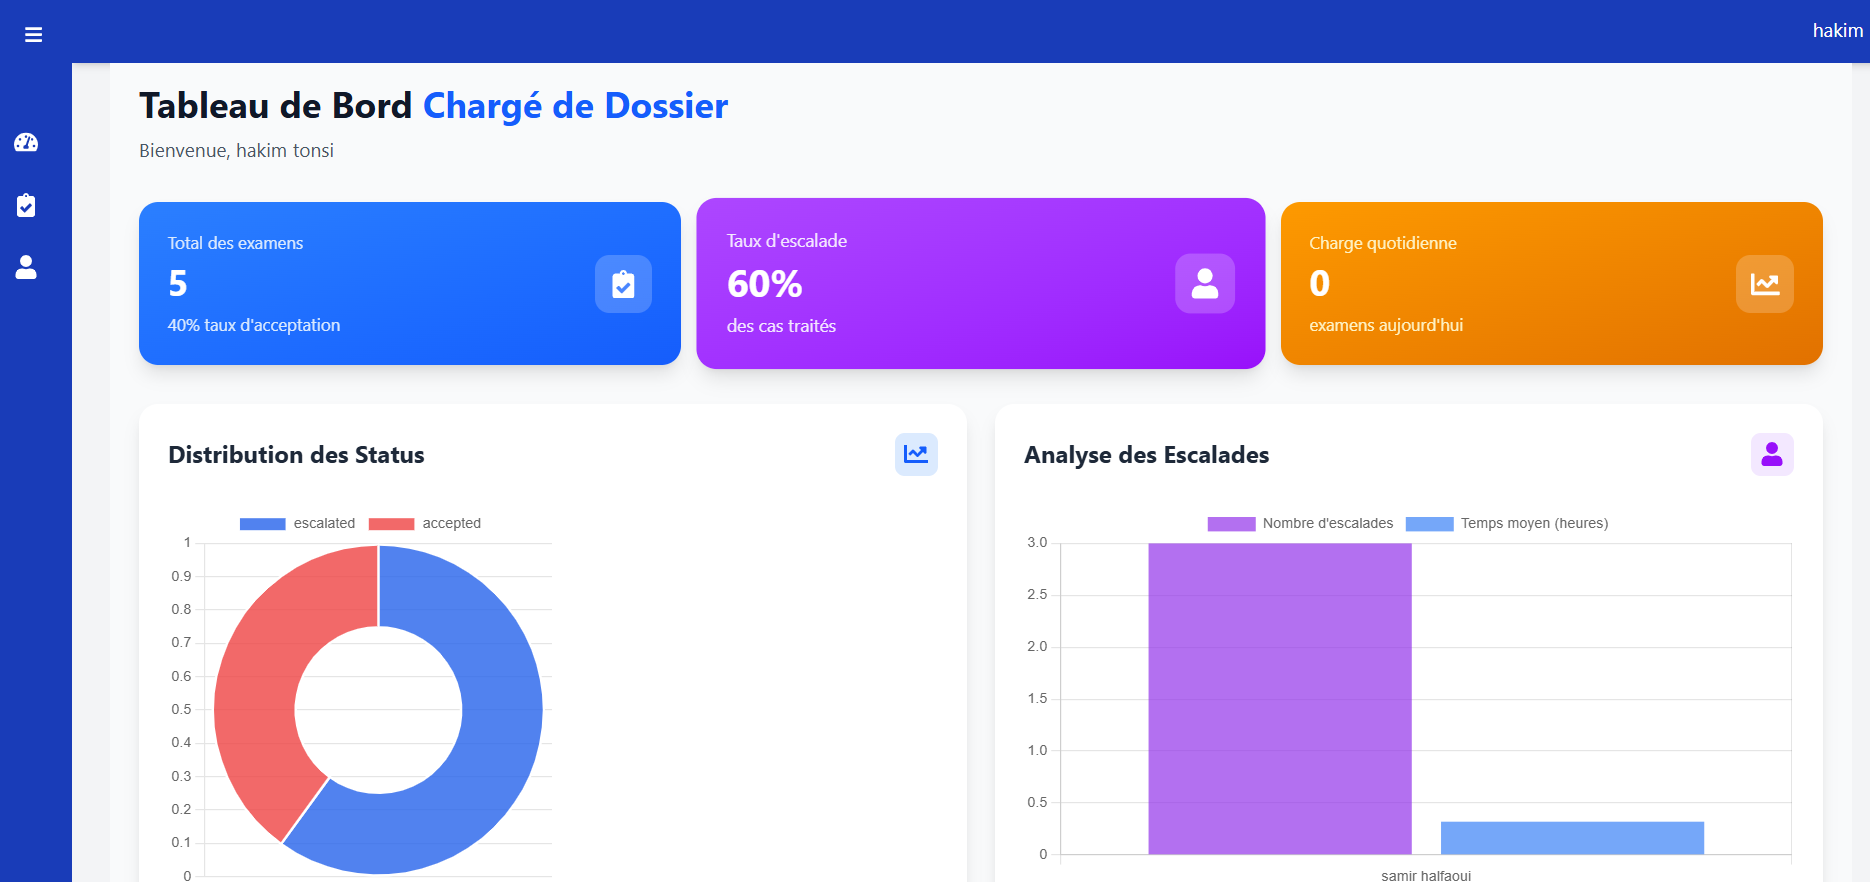 hakim
Tableau de Bord Chargé de Dossier
Bienvenue, hakim tonsi
Total des examens
5
40% taux d'acceptation
Taux d'escalade
60%
des cas traités
Charge quotidienne
0
examens aujourd'hui
Distribution des Status
escalated accepted
1
0.9
0.8
0.7
0.6
0.5
0.4
0.3
0.2
0.1
0
Analyse des Escalades
Nombre d'escalades Temps moyen (heures)
3.0
2.5
2.0
1.5
1.0
0.5
0
samir halfaoui